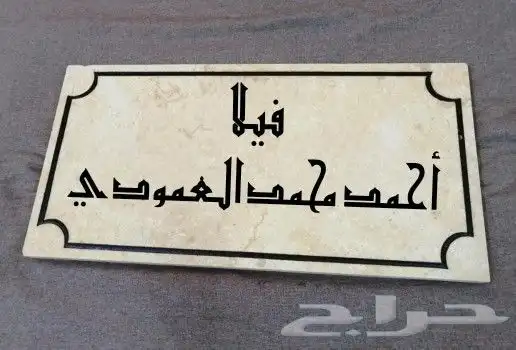 فيلا
أحمد محمد العمودي
حراج